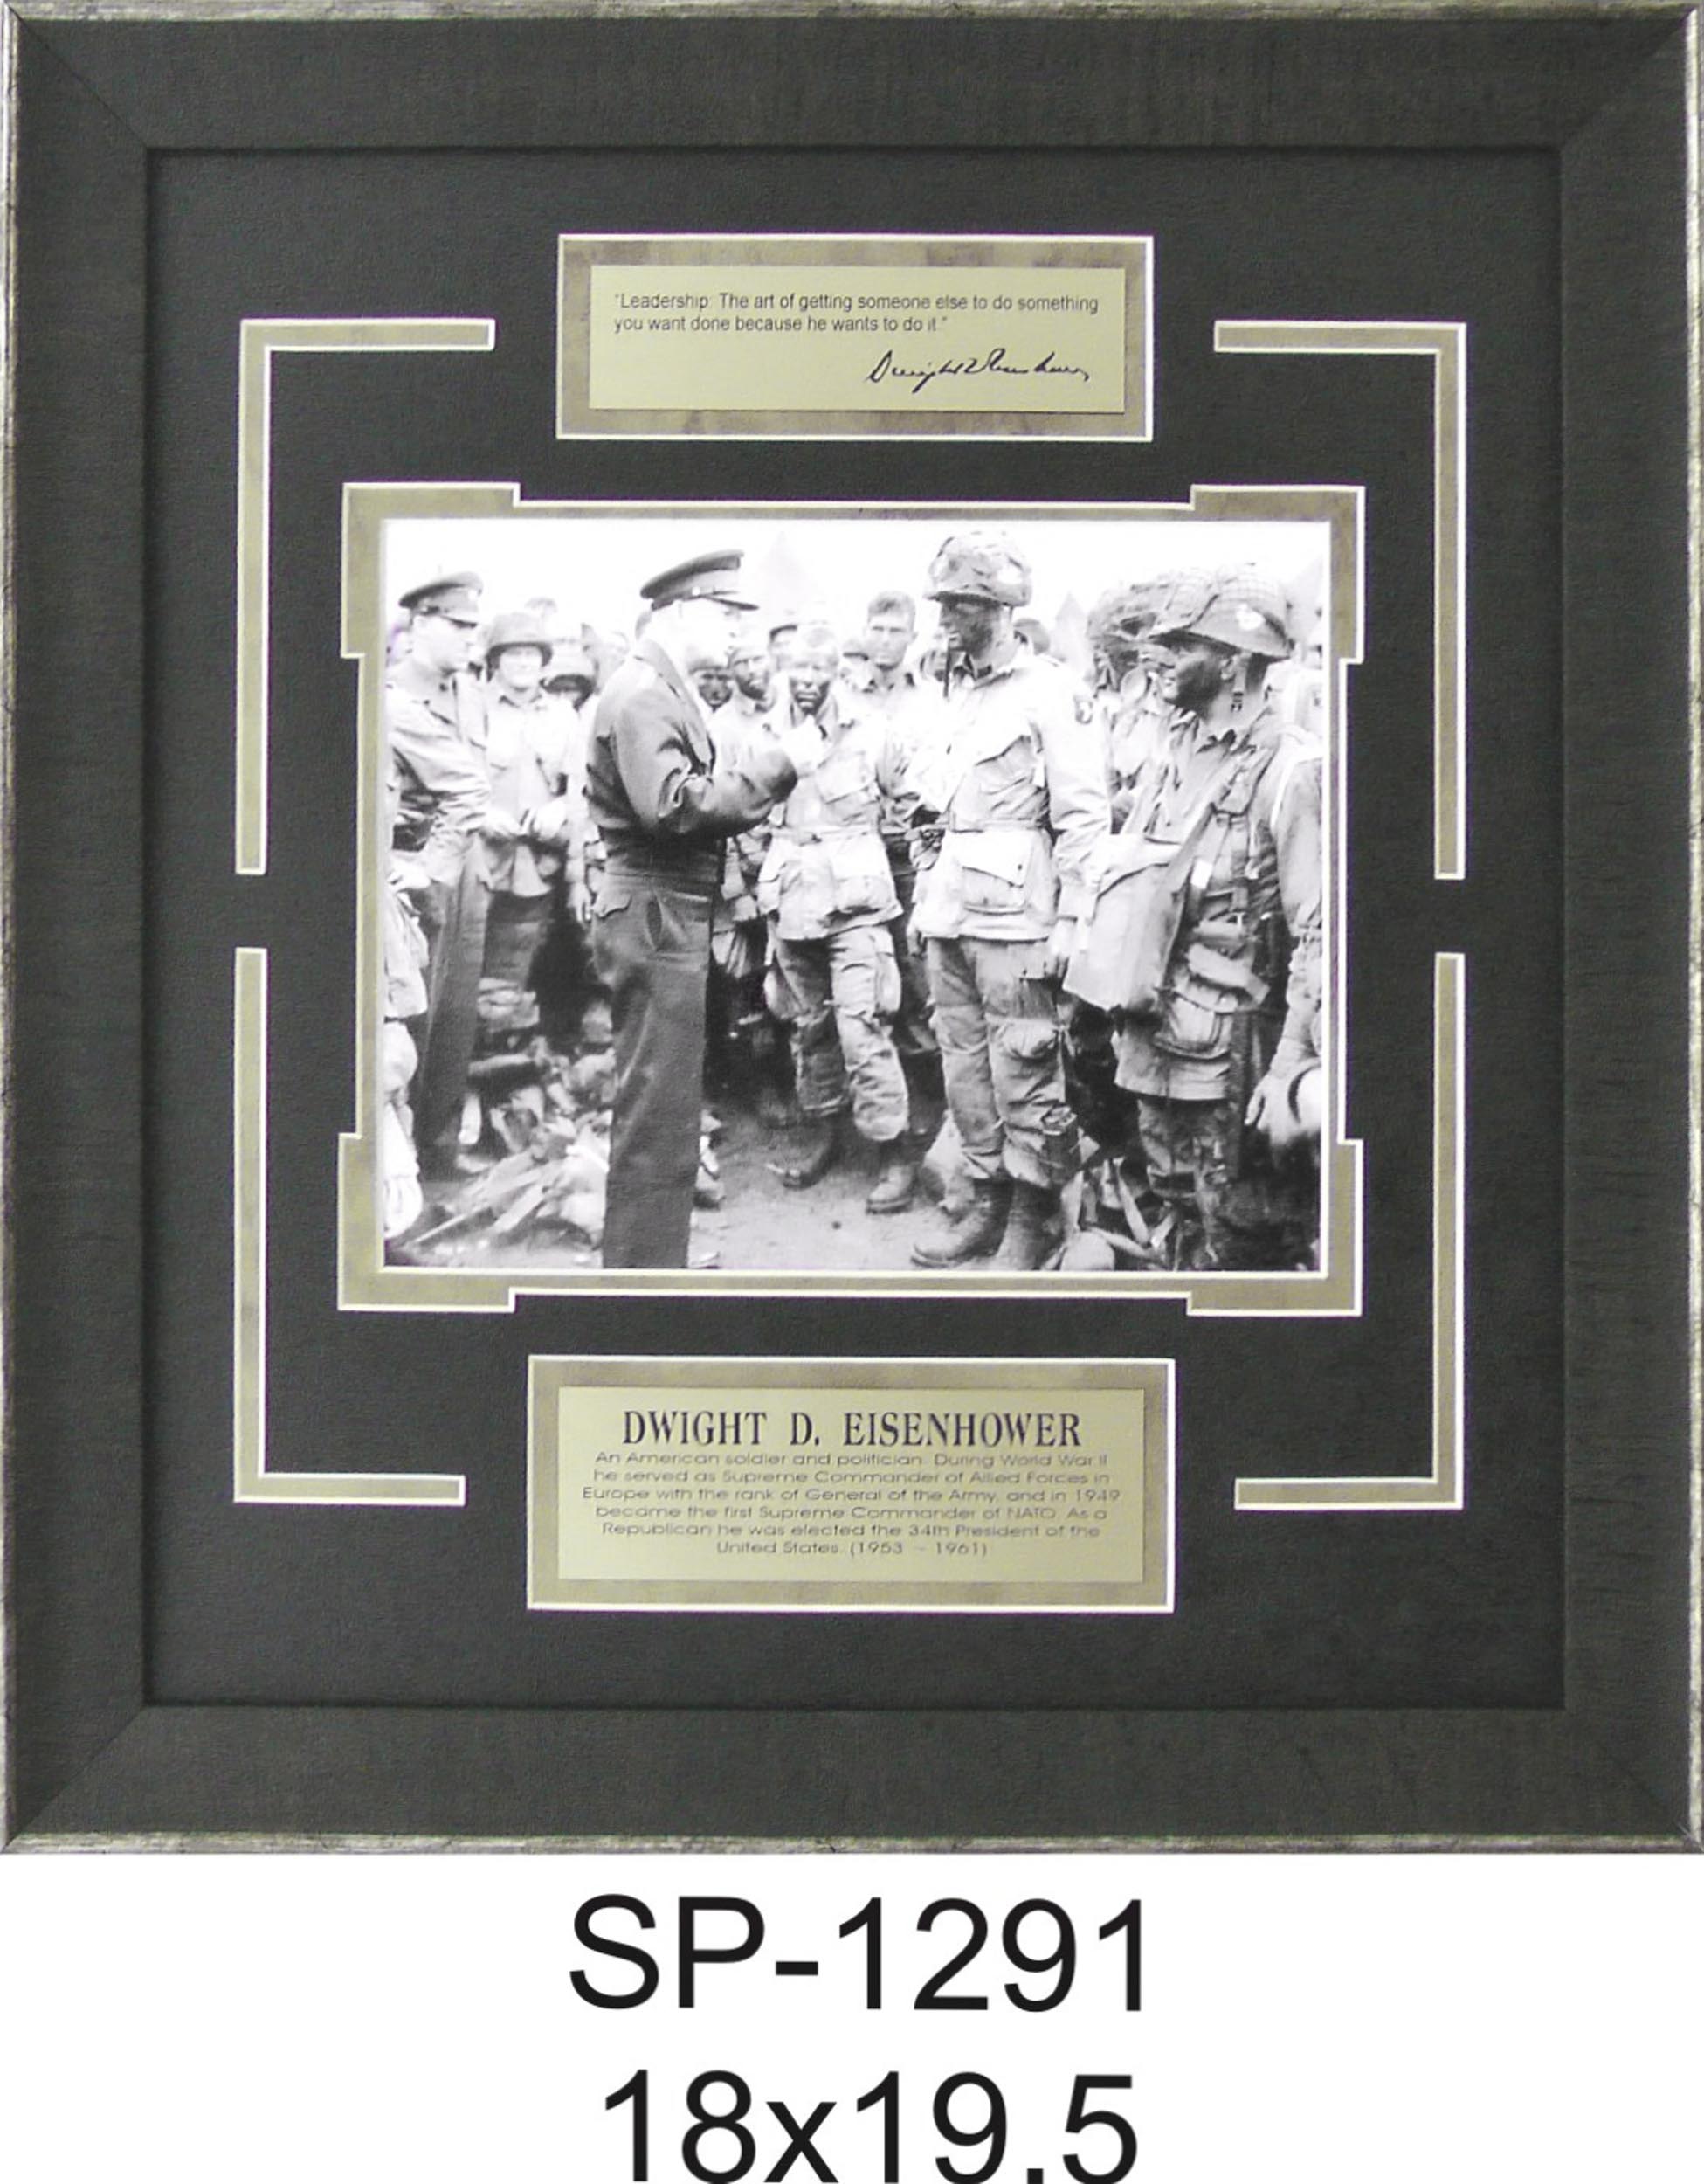 "Leadership: The art of getting someone else to do something
you want done because he wants to do it."
Dwight D Eisenhower
DWIGHT D. EISENHOWER
An American soldier and politician. During World War II
he served as Supreme Commander of Allied Forces in
Europe with the rank of General of the Army, and in 1949
became the first Supreme Commander of NATO. As a
Republican he was elected the 34th President of the
United States. (1953 - 1961)
SP-1291
18x19.5